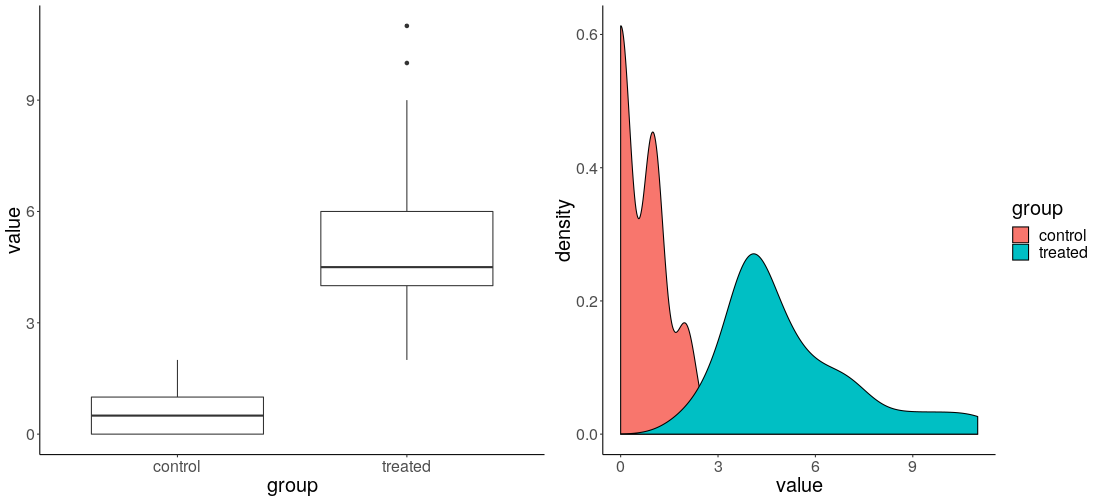 value
9
6
3
0
control treated
group
density
0.6
0.4
0.2
0.0
0 3 6 9
value
group
control
treated